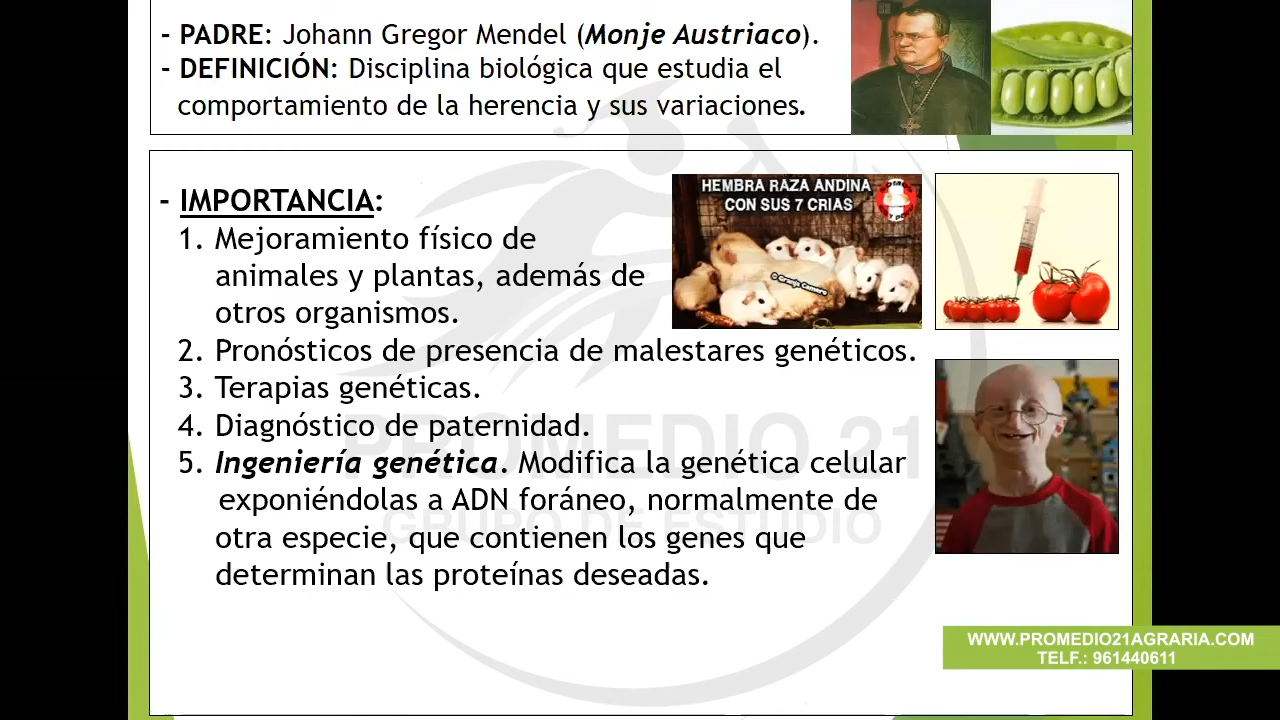 - PADRE: Johann Gregor Mendel (Monje Austriaco).
- DEFINICIÓN: Disciplina biológica que estudia el
comportamiento de la herencia y sus variaciones.
- IMPORTANCIA:
1. Mejoramiento físico de
animales y plantas, además de
otros organismos.
2. Pronósticos de presencia de malestares genéticos.
3. Terapias genéticas.
4. Diagnóstico de paternidad.
5. Ingeniería genética. Modifica la genética celular
exponiéndolas a ADN foráneo, normalmente de
otra especie, que contienen los genes que
determinan las proteínas deseadas.
HEMBRA RAZA ANDINA
CON SUS 7 CRIAS
PROMEDIO 21
GRUPO DE ESTUDIO
WWW.PROMEDIO21AGRARIA.COM
TELF.: 961440611